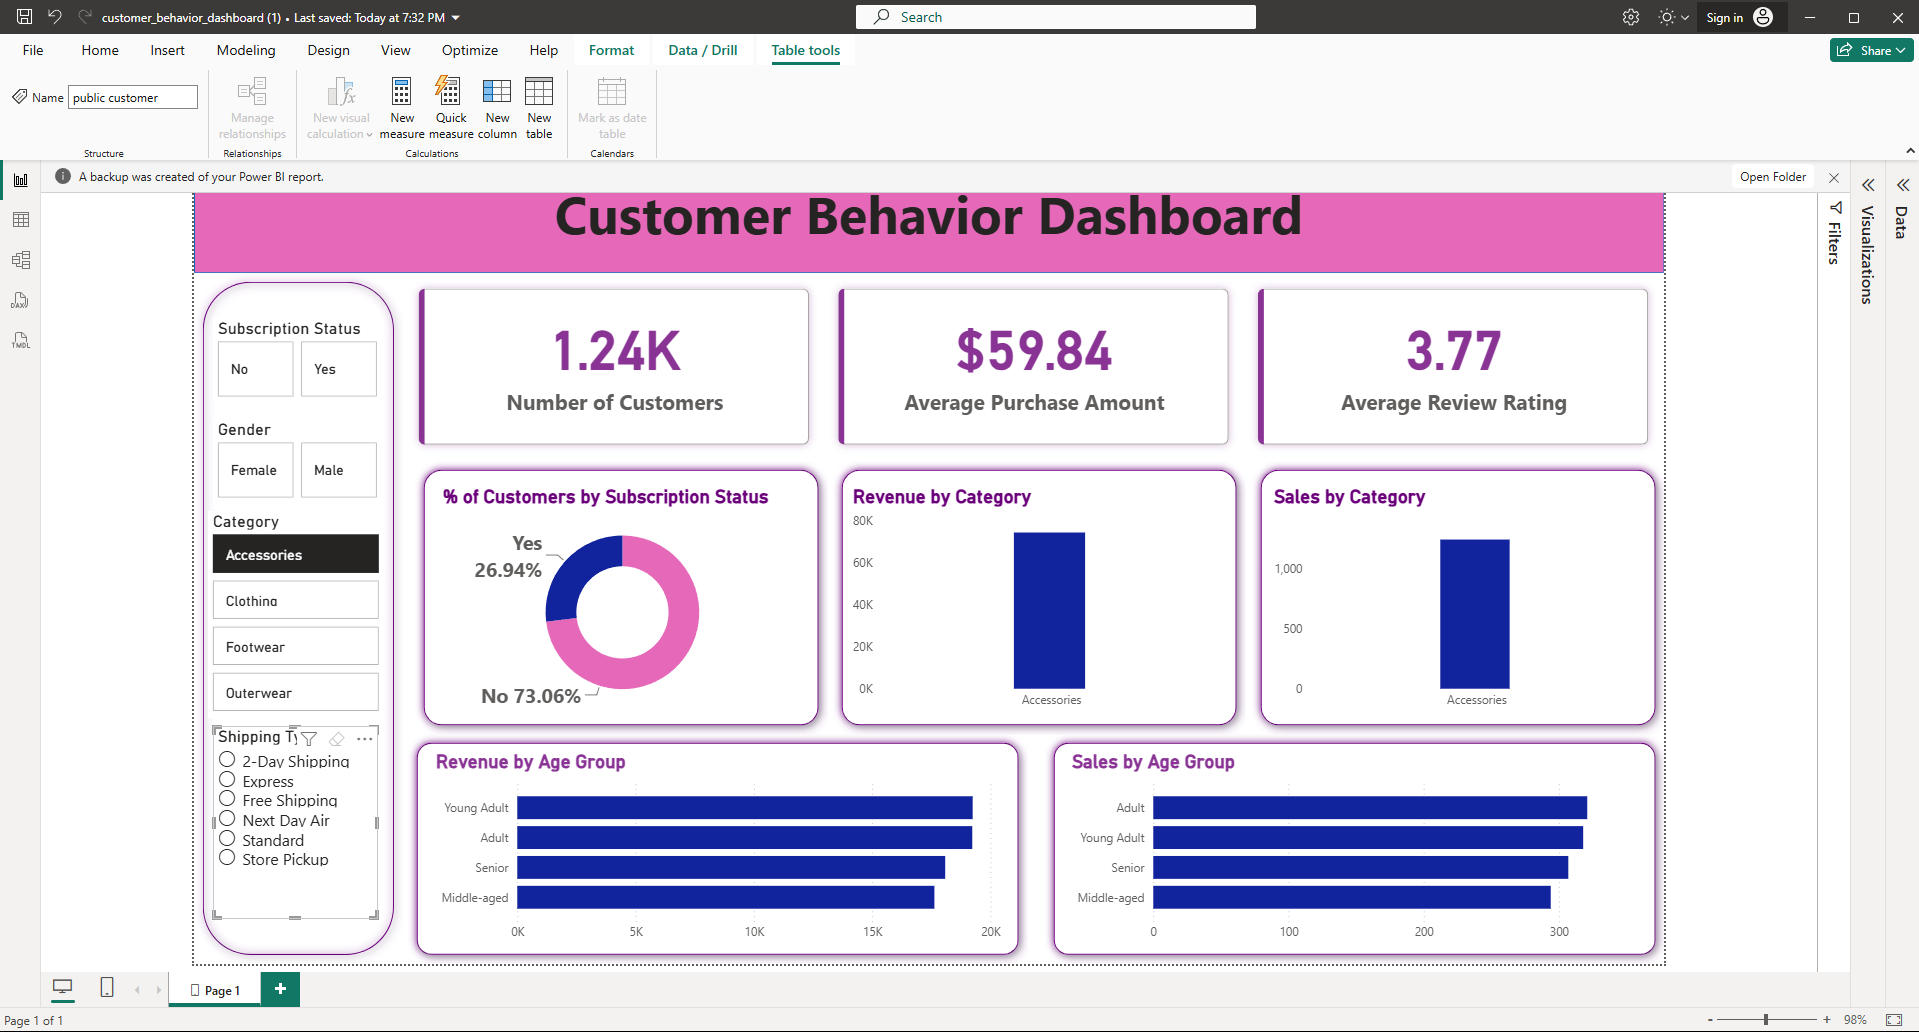 customer_behavior_dashboard (1) • Last saved: Today at 7:32 PM
Search
Sign in
File Home Insert Modeling Design View Optimize Help Format Data / Drill Table tools
Share
Name public customer
Manage relationships
New visual calculation
New measure
Quick measure
New column
New table
Mark as date table
Structure
Relationships
Calculations
Calendars
A backup was created of your Power BI report.
Open Folder
DAX
TMDL
Filters
Visualizations
Data
Customer Behavior Dashboard
Subscription Status
No
Yes
Gender
Female
Male
Category
Accessories
Clothing
Footwear
Outerwear
Shipping Ty
2-Day Shipping
Express
Free Shipping
Next Day Air
Standard
Store Pickup
1.24K
Number of Customers
$59.84
Average Purchase Amount
3.77
Average Review Rating
% of Customers by Subscription Status
Yes
26.94%
No 73.06%
Revenue by Category
80K
60K
40K
20K
0K
Accessories
Sales by Category
1,000
500
0
Accessories
Revenue by Age Group
Young Adult
Adult
Senior
Middle-aged
0K 5K 10K 15K 20K
Sales by Age Group
Adult
Young Adult
Senior
Middle-aged
0 100 200 300
Page 1
+
Page 1 of 1
- + 98%